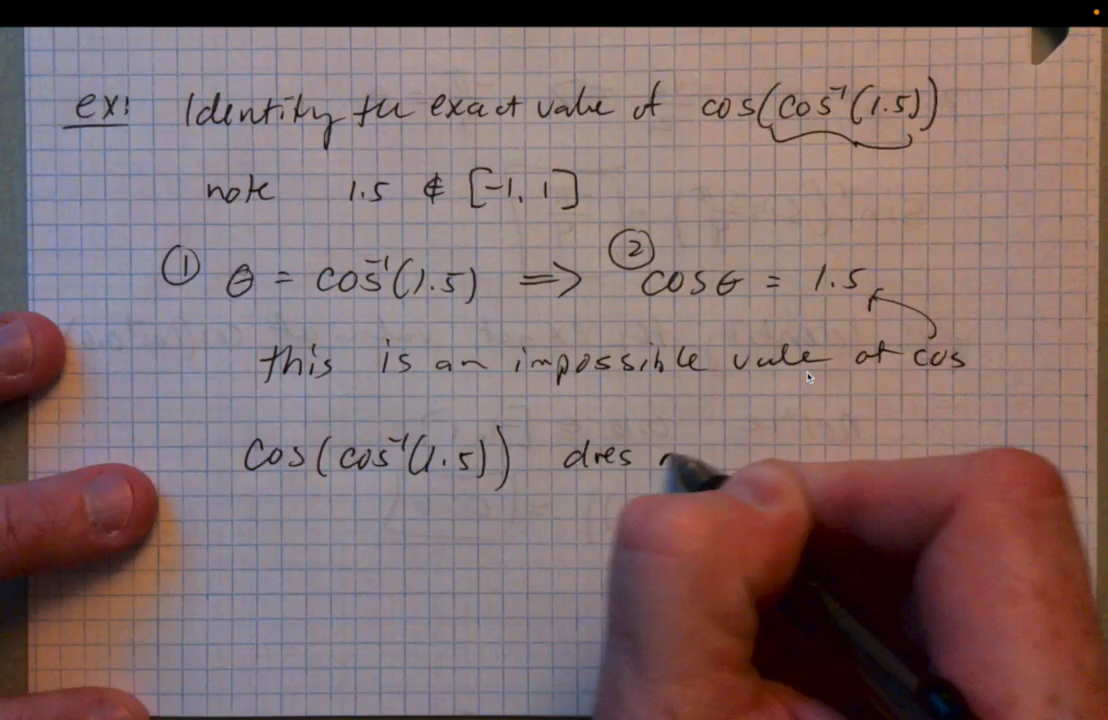 ex: Identify the exact value of cos(cos⁻¹(1.5))
note 1.5 ∉ [-1, 1]
① θ = cos⁻¹(1.5) ⟹ ② cos θ = 1.5
this is an impossible value of cos
cos(cos⁻¹(1.5)) does